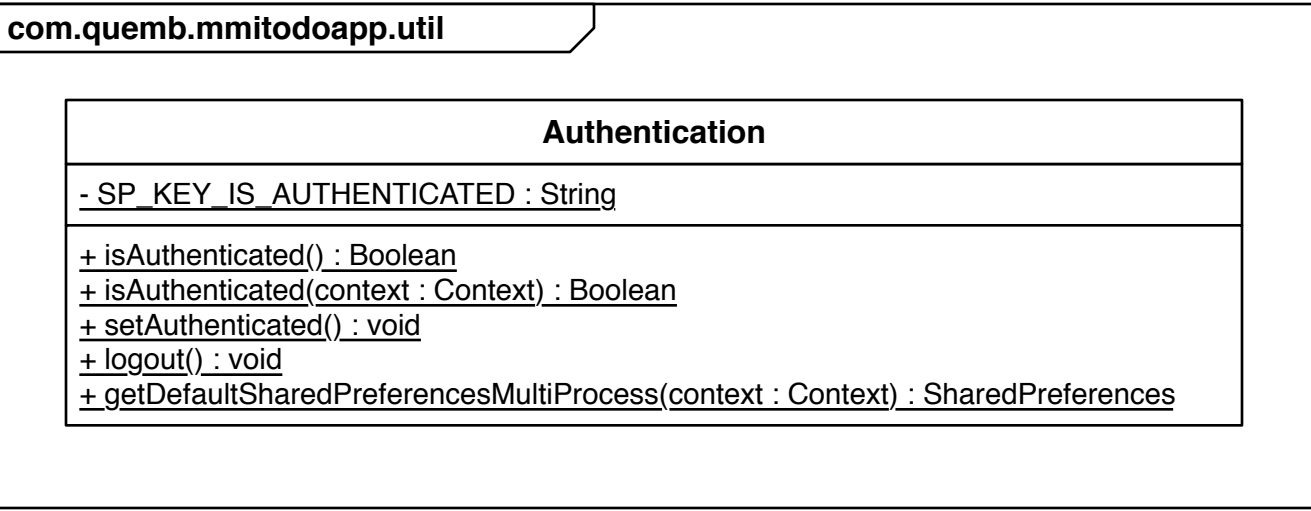 com.quemb.mmitodoapp.util
Authentication
- SP_KEY_IS_AUTHENTICATED : String
+ isAuthenticated() : Boolean
+ isAuthenticated(context : Context) : Boolean
+ setAuthenticated() : void
+ logout() : void
+ getDefaultSharedPreferencesMultiProcess(context : Context) : SharedPreferences